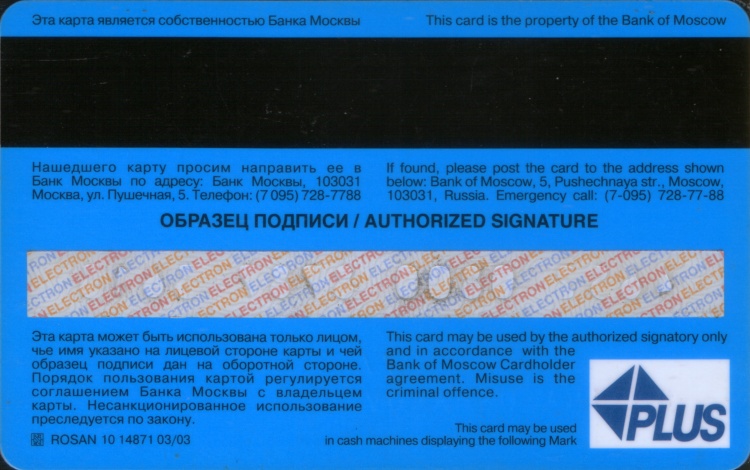 Эта карта является собственностью Банка Москвы
This card is the property of the Bank of Moscow
Нашедшего карту просим направить ее в
Банк Москвы по адресу: Банк Москвы, 103031
Москва, ул. Пушечная, 5. Телефон: (7 095) 728-7788
If found, please post the card to the address shown
below: Bank of Moscow, 5, Pushechnaya str., Moscow,
103031, Russia. Emergency call: (7-095) 728-77-88
ОБРАЗЕЦ ПОДПИСИ / AUTHORIZED SIGNATURE
ELECTRON ELECTRON ELECTRON ELECTRON ELECTRON ELECTRON
Эта карта может быть использована только лицом,
чье имя указано на лицевой стороне карты и чей
образец подписи дан на оборотной стороне.
Порядок пользования картой регулируется
соглашением Банка Москвы с владельцем
карты. Несанкционированное использование
преследуется по закону.
This card may be used by the authorized signatory only
and in accordance with the
Bank of Moscow Cardholder
agreement. Misuse is the
criminal offence.
PLUS
This card may be used
in cash machines displaying the following Mark
ROSAN 10 14871 03/03